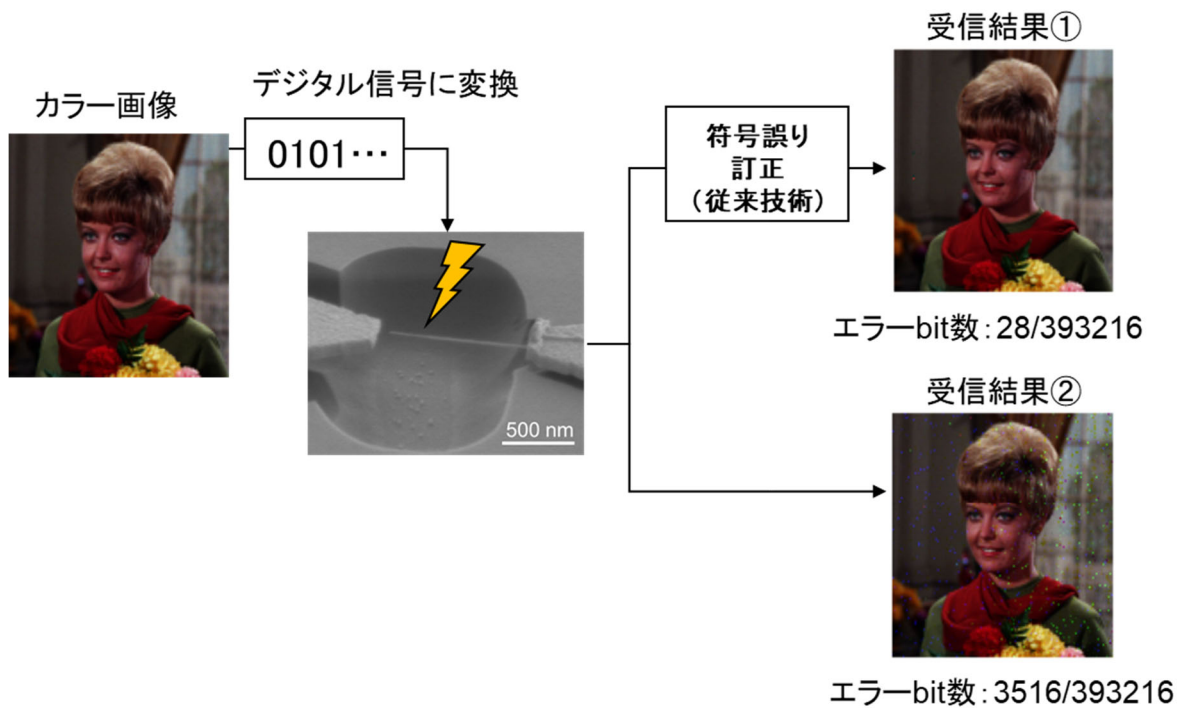 カラー画像
デジタル信号に変換
0101…
500 nm
符号誤り
訂正
（従来技術）
受信結果①
エラーbit数：28/393216
受信結果②
エラーbit数：3516/393216